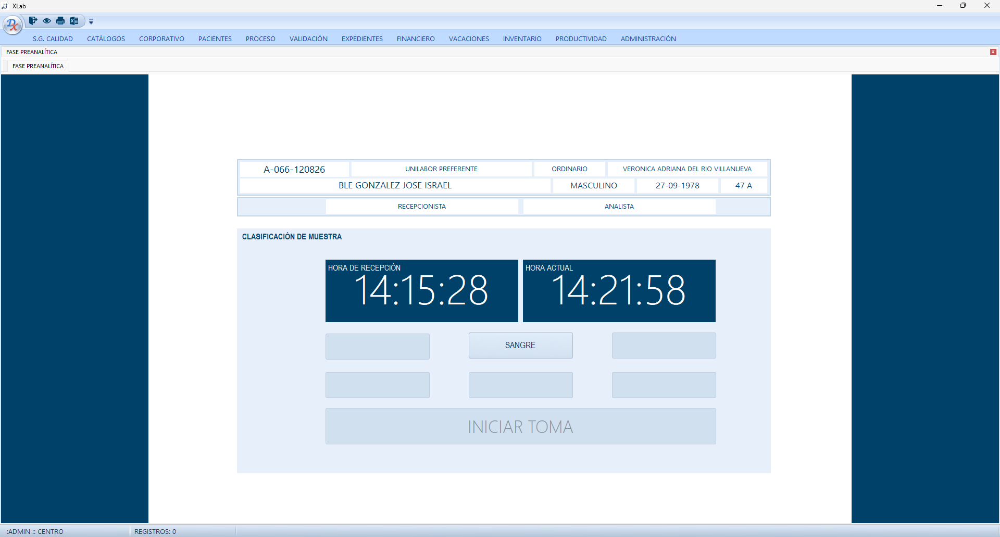 XLab
S.G. CALIDAD CATÁLOGOS CORPORATIVO PACIENTES PROCESO VALIDACIÓN EXPEDIENTES FINANCIERO VACACIONES INVENTARIO PRODUCTIVIDAD ADMINISTRACIÓN
FASE PREANALÍTICA
FASE PREANALÍTICA
A-066-120826 UNILABOR PREFERENTE ORDINARIO VERONICA ADRIANA DEL RIO VILLANUEVA
BLE GONZALEZ JOSE ISRAEL MASCULINO 27-09-1978 47 A
RECEPCIONISTA ANALISTA
CLASIFICACIÓN DE MUESTRA
HORA DE RECEPCIÓN HORA ACTUAL
14:15:28 14:21:58
SANGRE
INICIAR TOMA
:ADMIN :: CENTRO REGISTROS: 0